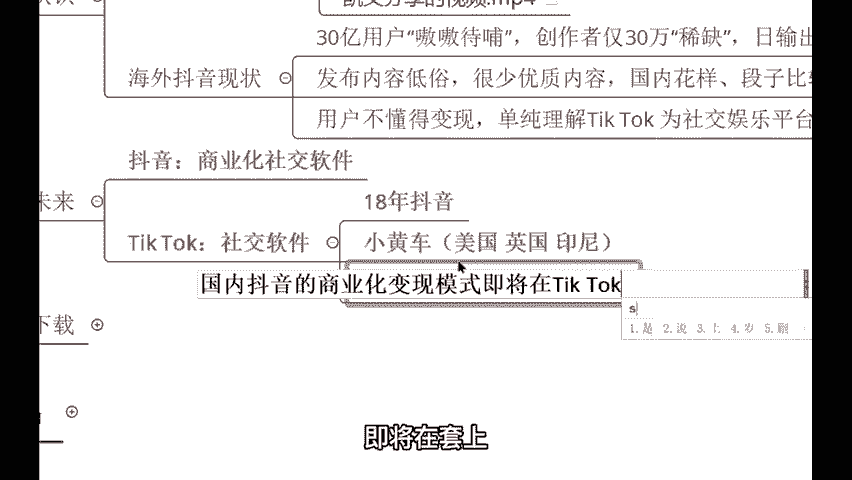 的视频.mp4
30亿用户“嗷嗷待哺”，创作者仅30万“稀缺”，日输出
海外抖音现状
发布内容低俗，很少优质内容，国内花样、段子比较
用户不懂得变现，单纯理解Tik Tok 为社交娱乐平台
抖音：商业化社交软件
未来
18年抖音
Tik Tok：社交软件
小黄车（美国 英国 印尼）
国内抖音的商业化变现模式即将在Tik Tok
s
1.是 2.说 3.上 4.岁 5.刷
下载
即将在套上